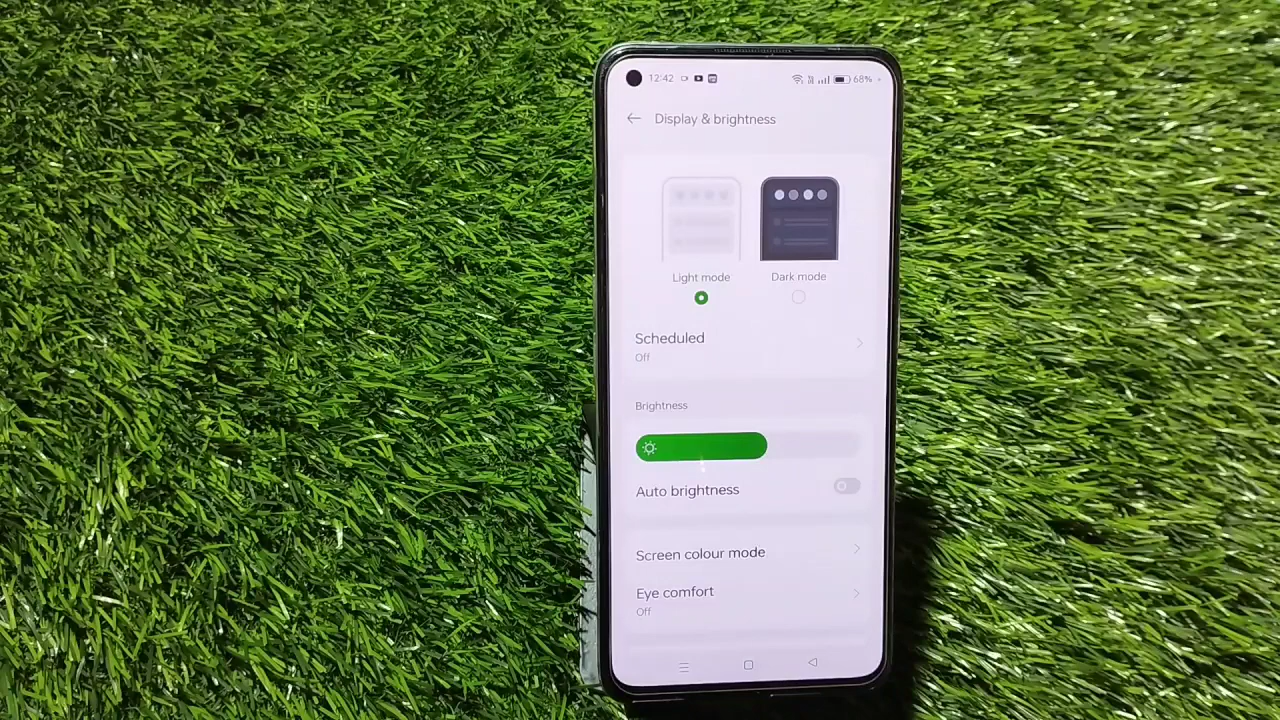 12:42 68%
Display & brightness
Light mode Dark mode
Scheduled
Off
Brightness
Auto brightness
Screen colour mode
Eye comfort
Off